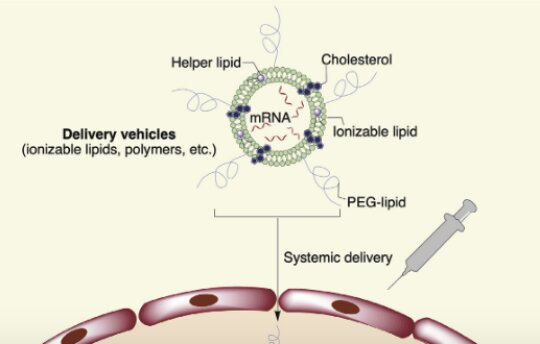 Helper lipid
Cholesterol
mRNA
Delivery vehicles
(ionizable lipids, polymers, etc.)
Ionizable lipid
PEG-lipid
Systemic delivery